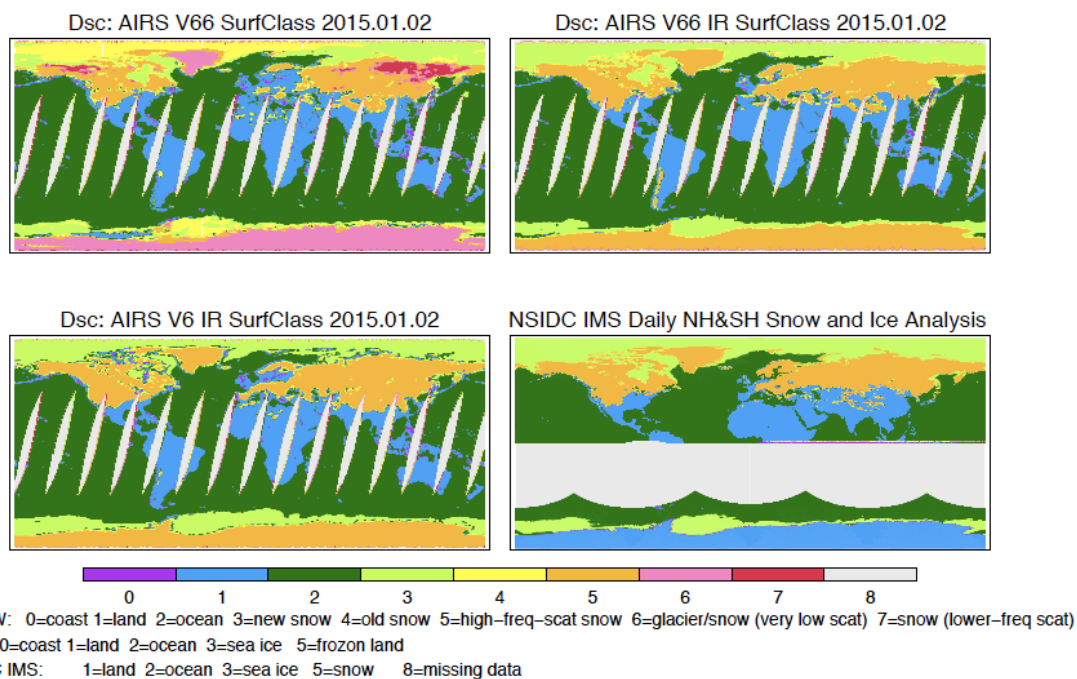 Dsc: AIRS V66 SurfClass 2015.01.02
Dsc: AIRS V66 IR SurfClass 2015.01.02
Dsc: AIRS V6 IR SurfClass 2015.01.02
NSIDC IMS Daily NH&SH Snow and Ice Analysis
0 1 2 3 4 5 6 7 8
0=coast 1=land 2=ocean 3=new snow 4=old snow 5=high-freq-scat snow 6=glacier/snow (very low scat) 7=snow (lower-freq scat)
0=coast 1=land 2=ocean 3=sea ice 5=frozen land
IMS: 1=land 2=ocean 3=sea ice 5=snow 8=missing data